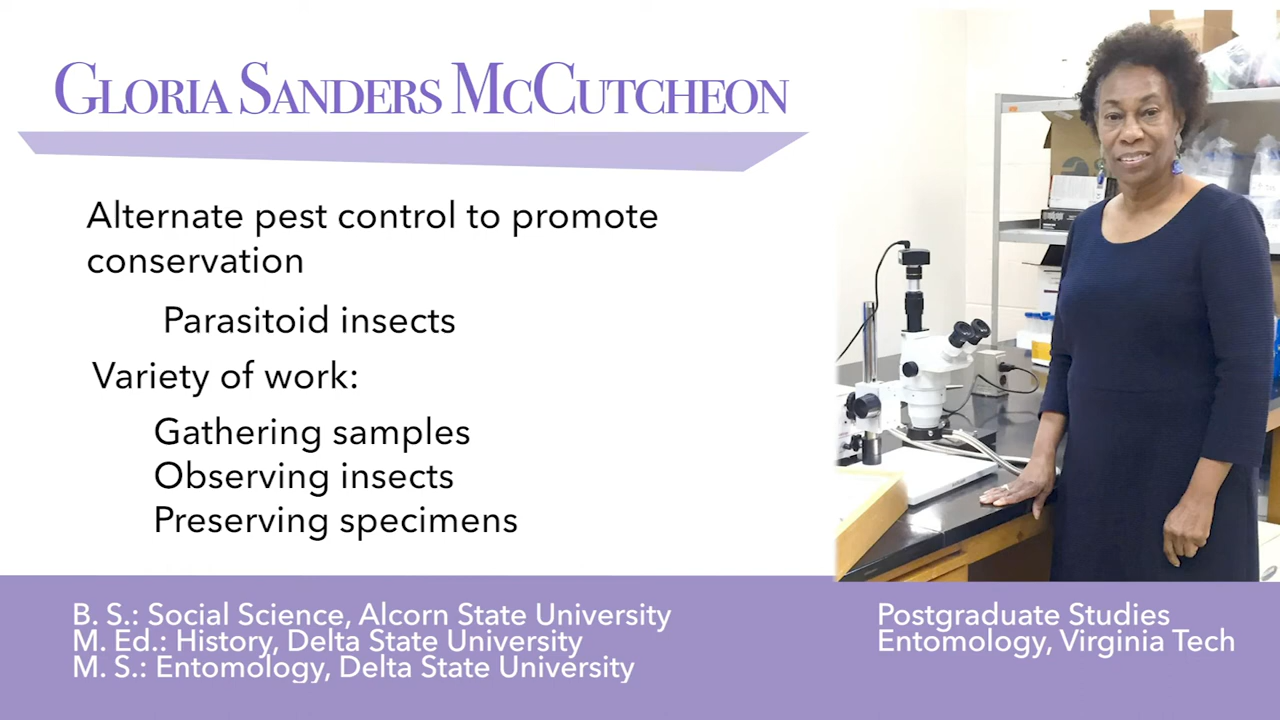 GLORIA SANDERS MCCUTCHEON
Alternate pest control to promote
conservation
Parasitoid insects
Variety of work:
Gathering samples
Observing insects
Preserving specimens
B. S.: Social Science, Alcorn State University
M. Ed.: History, Delta State University
M. S.: Entomology, Delta State University
Postgraduate Studies
Entomology, Virginia Tech